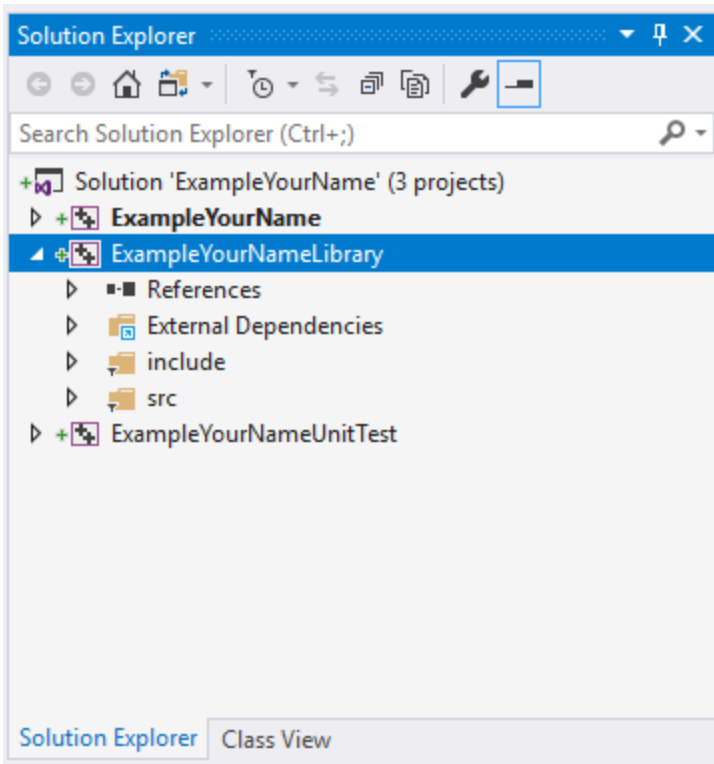 Solution Explorer
Search Solution Explorer (Ctrl+;)
Solution 'ExampleYourName' (3 projects)
ExampleYourName
ExampleYourNameLibrary
References
External Dependencies
include
src
ExampleYourNameUnitTest
Solution Explorer Class View